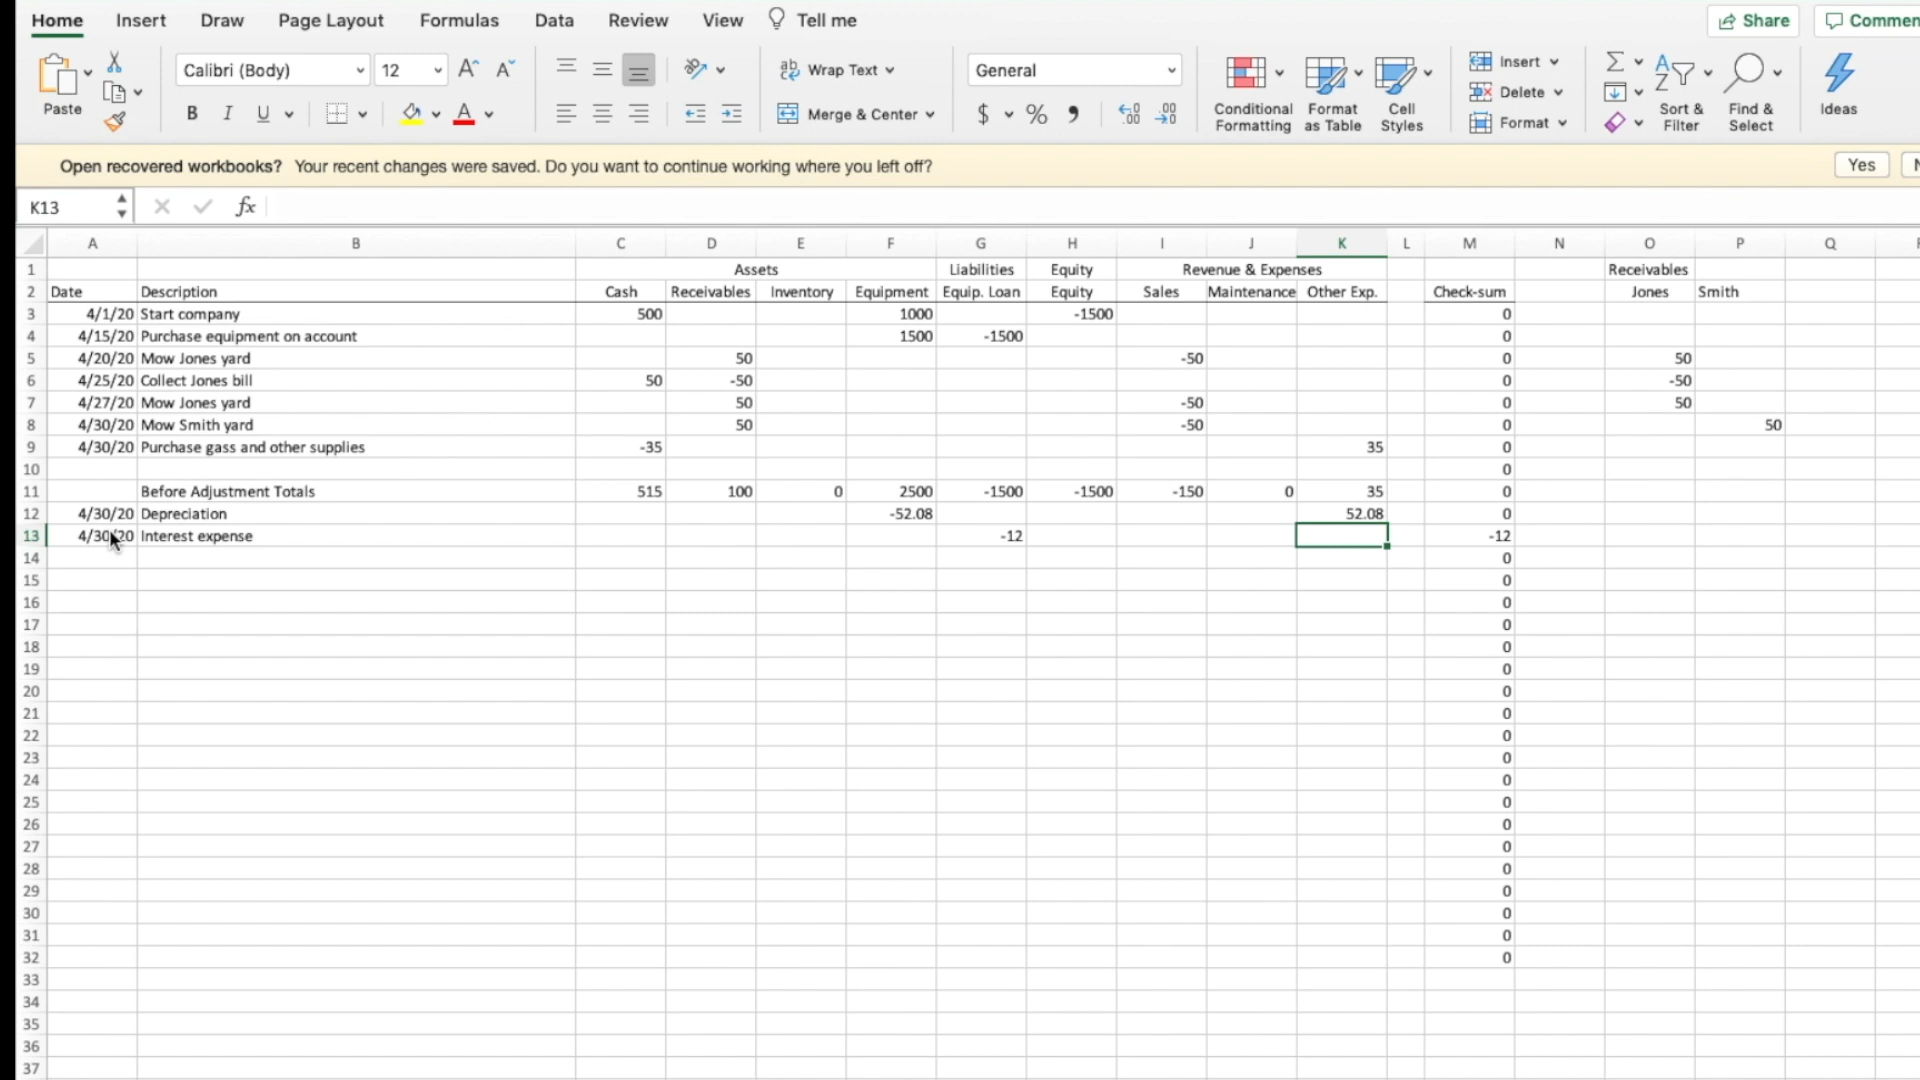 Home Insert Draw Page Layout Formulas Data Review View Tell me Share Commen
Paste Calibri (Body) 12 A A Wrap Text General Insert Σ
B I U A Merge & Center $ % , Conditional Formatting Format as Table Cell Styles Delete Format Sort & Filter Find & Select Ideas
Open recovered workbooks? Your recent changes were saved. Do you want to continue working where you left off? Yes N
K13 fx
A B C D E F G H I J K L M N O P Q
1 Assets Liabilities Equity Revenue & Expenses Receivables
2 Date Description Cash Receivables Inventory Equipment Equip. Loan Equity Sales Maintenance Other Exp. Check-sum Jones Smith
3 4/1/20 Start company 500 1000 -1500 0
4 4/15/20 Purchase equipment on account 1500 -1500 0
5 4/20/20 Mow Jones yard 50 -50 0 50
6 4/25/20 Collect Jones bill 50 -50 0 -50
7 4/27/20 Mow Jones yard 50 -50 0 50
8 4/30/20 Mow Smith yard 50 -50 0 50
9 4/30/20 Purchase gass and other supplies -35 35 0
10 0
11 Before Adjustment Totals 515 100 0 2500 -1500 -1500 -150 0 35 0
12 4/30/20 Depreciation -52.08 52.08 0
13 4/30/20 Interest expense -12 -12
14 0
15 0
16 0
17 0
18 0
19 0
20 0
21 0
22 0
23 0
24 0
25 0
26 0
27 0
28 0
29 0
30 0
31 0
32 0
33
34
35
36
37